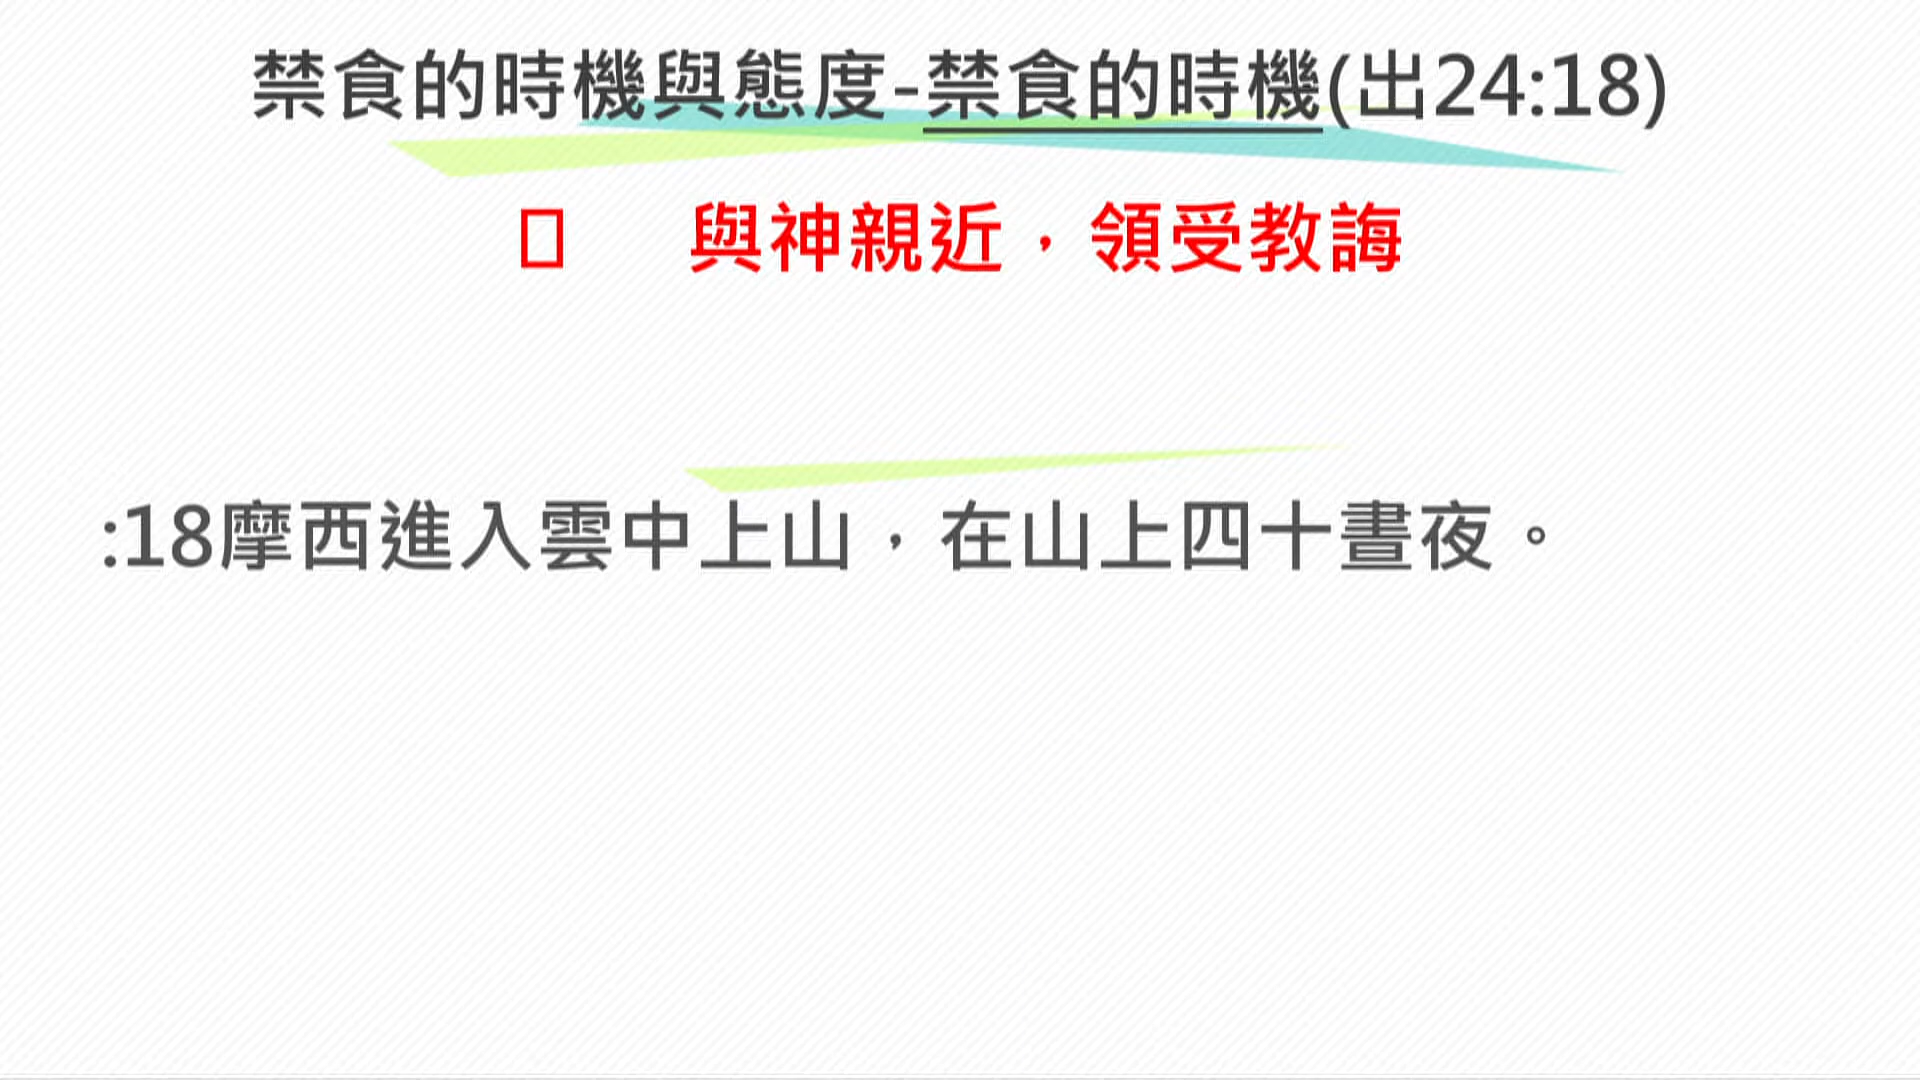 禁食的時機與態度-禁食的時機(出24:18)
與神親近，領受教誨
:18摩西進入雲中上山，在山上四十晝夜。